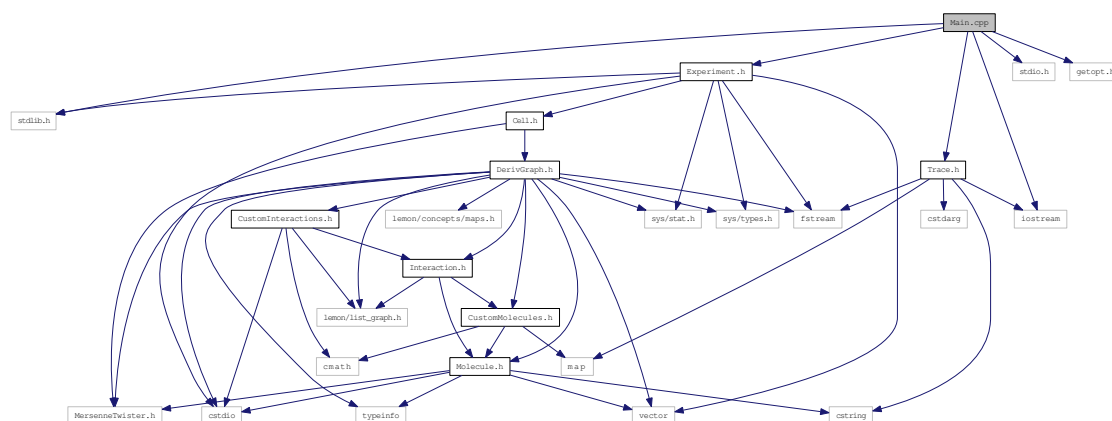 Main.cpp
Experiment.h
stdio.h
getopt.h
stdlib.h
Cell.h
DerivGraph.h
Trace.h
CustomInteractions.h
lemon/concepts/maps.h
sys/stat.h
sys/types.h
fstream
cstdarg
iostream
Interaction.h
lemon/list_graph.h
CustomMolecules.h
cmath
Molecule.h
map
MersenneTwister.h
cstdio
typeinfo
vector
cstring